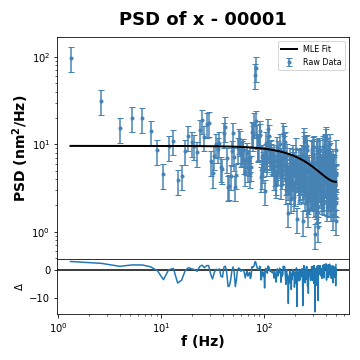 PSD of x - 00001
PSD (nm²/Hz)
10²
10¹
10⁰
MLE Fit
Raw Data
Δ
0
−10
10⁰
10¹
10²
f (Hz)